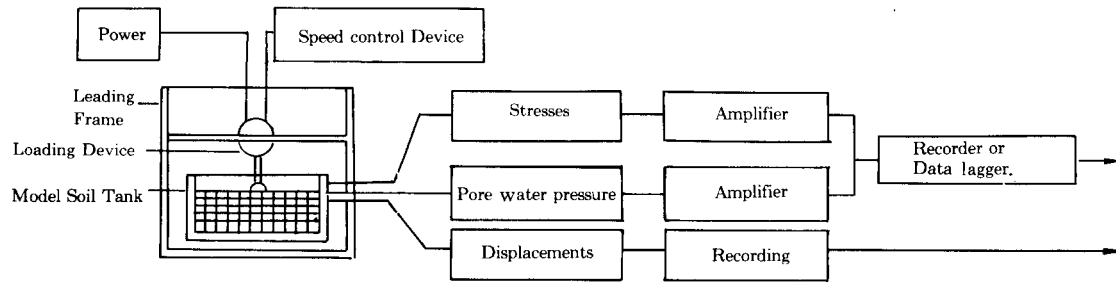 Power
Speed control Device
Leading
Frame
Loading Device
Model Soil Tank
Stresses
Amplifier
Pore water pressure
Amplifier
Recorder or
Data lagger.
Displacements
Recording